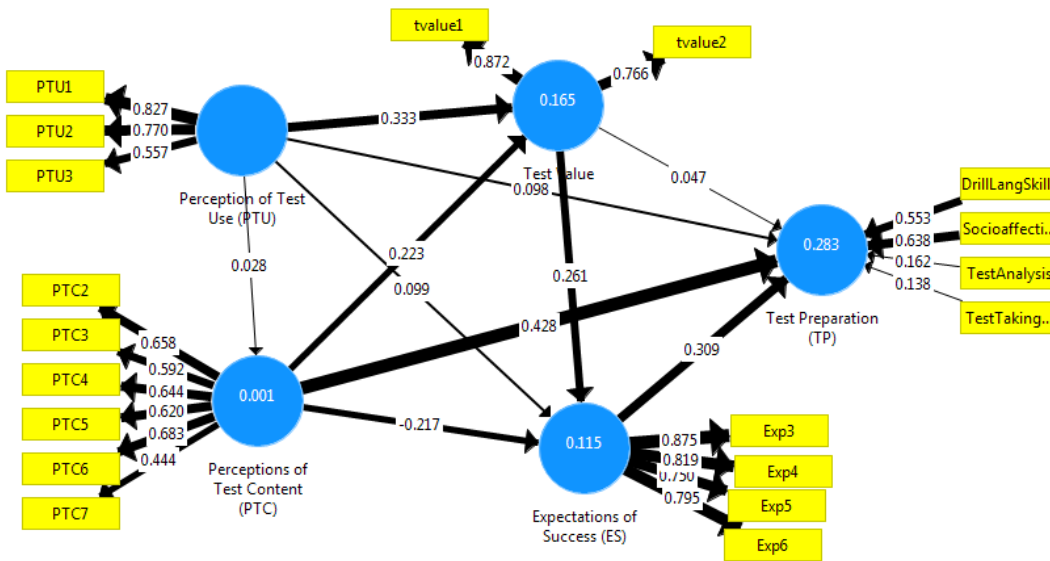 tvalue1
tvalue2
0.872
0.766
PTU1
PTU2
PTU3
0.827
0.770
0.557
0.165
0.333
Test Value
Perception of Test
Use (PTU)
0.098
0.047
DrillLangSkill
Socioaffecti...
TestAnalysis
TestTaking...
0.553
0.638
0.162
0.138
0.283
Test Preparation
(TP)
0.028
0.223
0.099
0.261
0.428
0.309
-0.217
PTC2
PTC3
PTC4
PTC5
PTC6
PTC7
0.658
0.592
0.644
0.620
0.683
0.444
0.001
Perceptions of
Test Content
(PTC)
0.115
Expectations of
Success (ES)
0.875
0.819
0.750
0.795
Exp3
Exp4
Exp5
Exp6